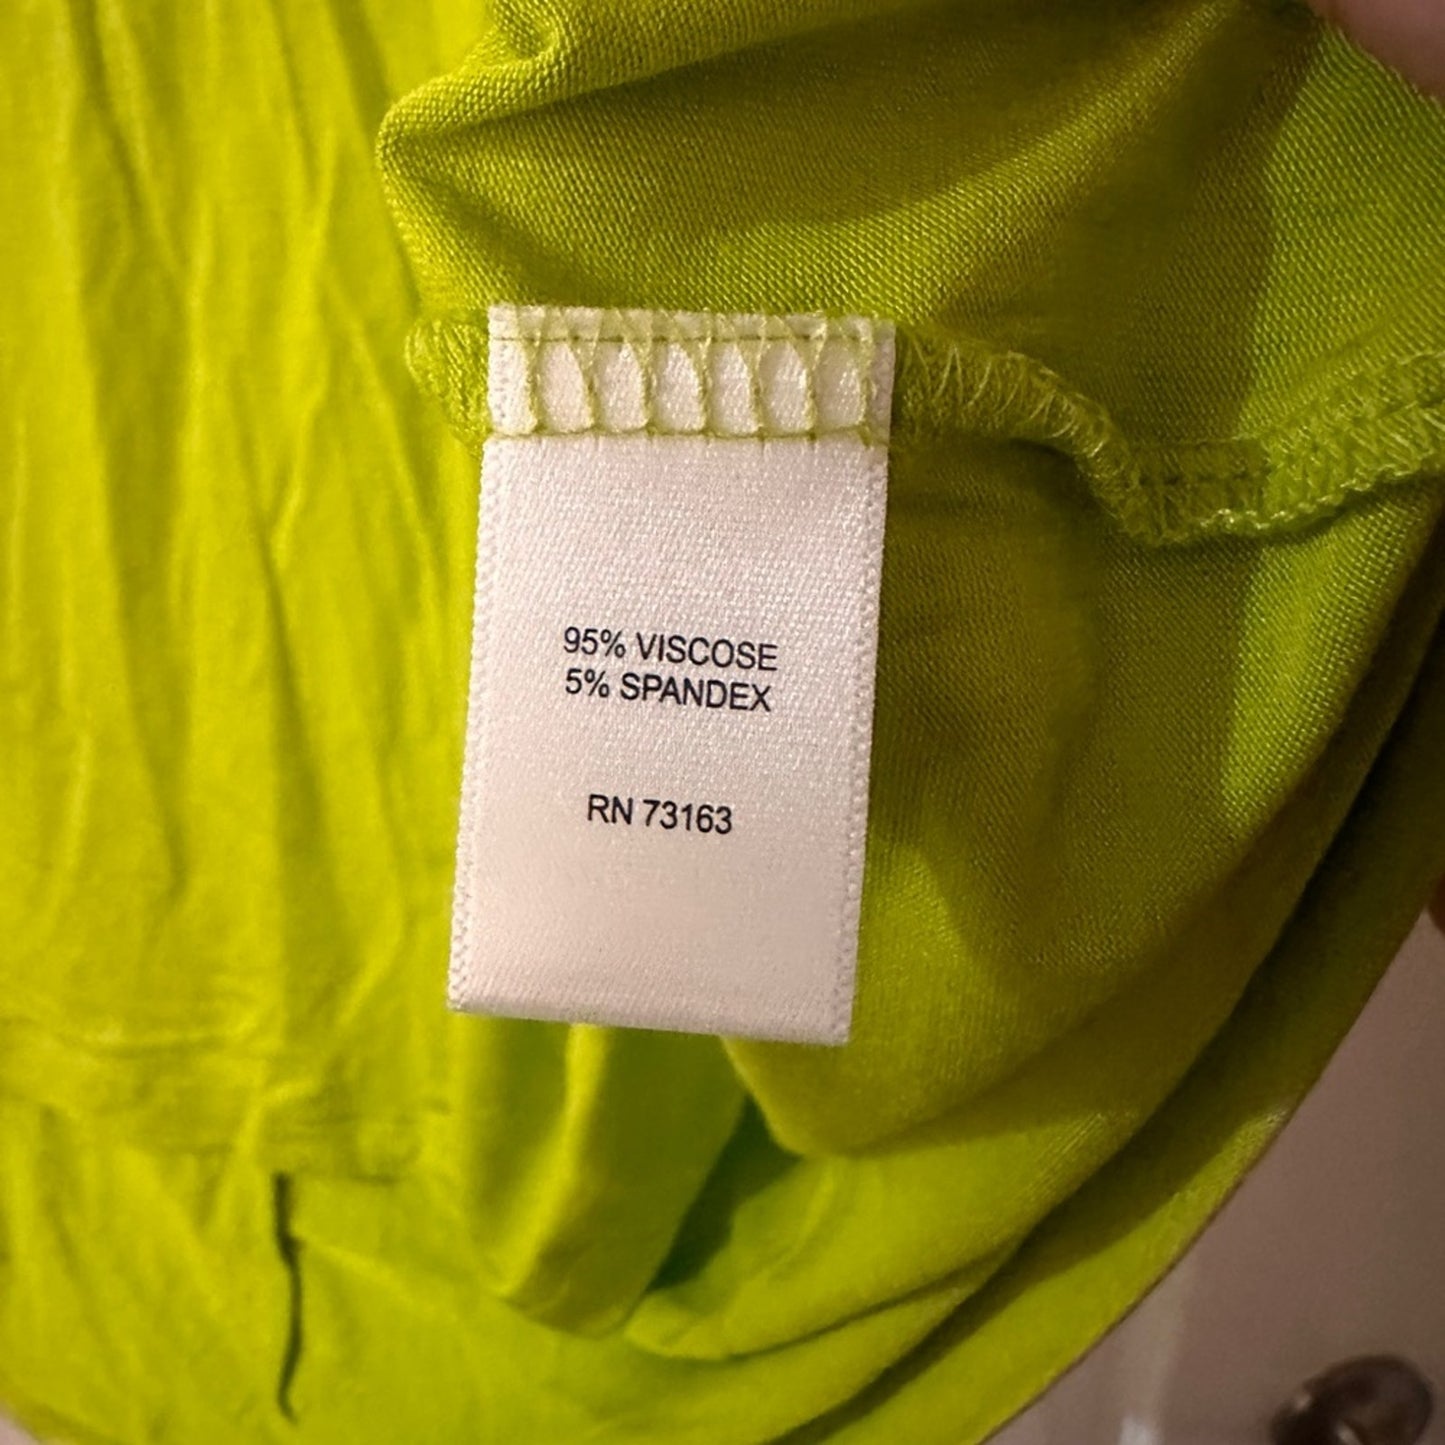 95% VISCOSE
5% SPANDEX
RN 73163